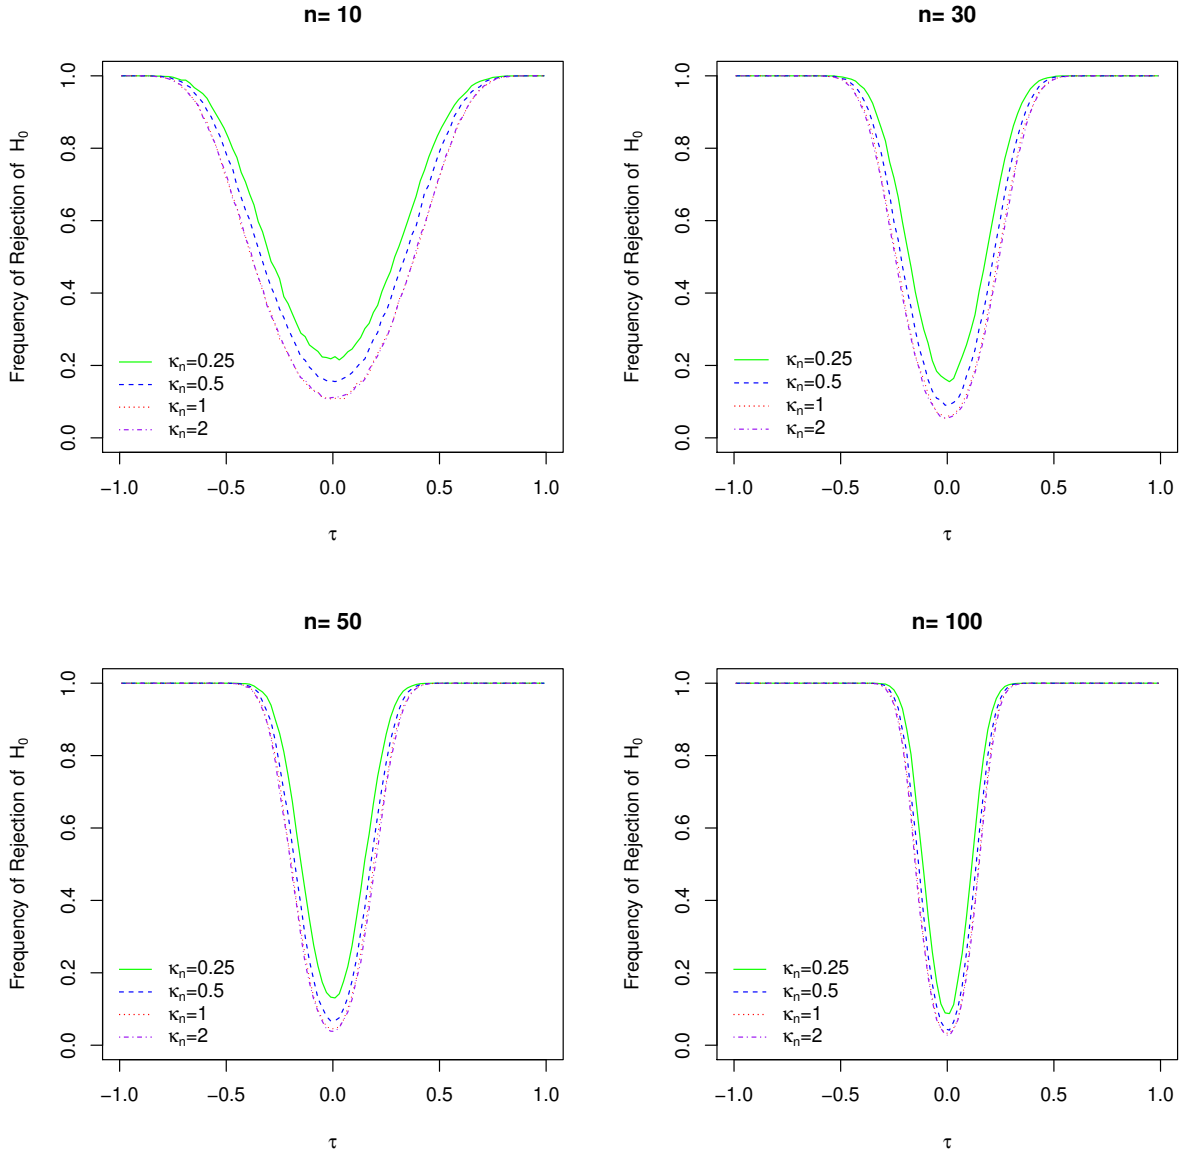 n= 10
Frequency of Rejection of H₀
1.0
0.8
0.6
0.4
0.2
0.0
κₙ=0.25
κₙ=0.5
κₙ=1
κₙ=2
−1.0 −0.5 0.0 0.5 1.0
τ
n= 30
Frequency of Rejection of H₀
1.0
0.8
0.6
0.4
0.2
0.0
κₙ=0.25
κₙ=0.5
κₙ=1
κₙ=2
−1.0 −0.5 0.0 0.5 1.0
τ
n= 50
Frequency of Rejection of H₀
1.0
0.8
0.6
0.4
0.2
0.0
κₙ=0.25
κₙ=0.5
κₙ=1
κₙ=2
−1.0 −0.5 0.0 0.5 1.0
τ
n= 100
Frequency of Rejection of H₀
1.0
0.8
0.6
0.4
0.2
0.0
κₙ=0.25
κₙ=0.5
κₙ=1
κₙ=2
−1.0 −0.5 0.0 0.5 1.0
τ